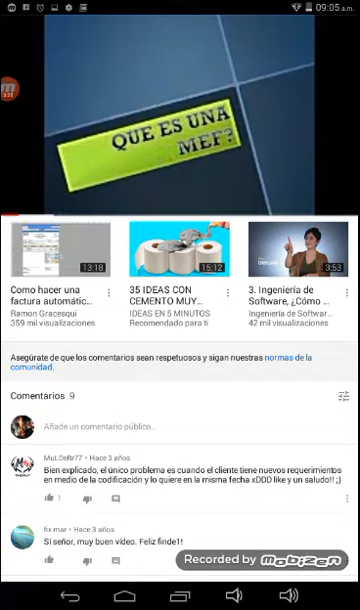 09:05 a.m.
3:21
QUE ES UNA
MEF?
13:18
15:12
3:53
Como hacer una
factura automátic...
Ramon Gracesqui
359 mil visualizaciones
35 IDEAS CON
CEMENTO MUY...
IDEAS EN 5 MINUTOS
Recomendado para ti
3. Ingeniería de
Software, ¿Cómo ...
Ingeniería de Softwar...
42 mil visualizaciones
Asegúrate de que los comentarios sean respetuosos y sigan nuestras normas de la
comunidad.
Comentarios 9
Añade un comentario público...
MuLDeRr77 • Hace 3 años
Bien explicado, el único problema es cuando el cliente tiene nuevos requerimientos
en medio de la codificación y lo quiere en la misma fecha xDDD like y un saludo!! ;)
1
fix mar • Hace 3 años
Si señor, muy buen video. Feliz finde1!
Recorded by mobizen